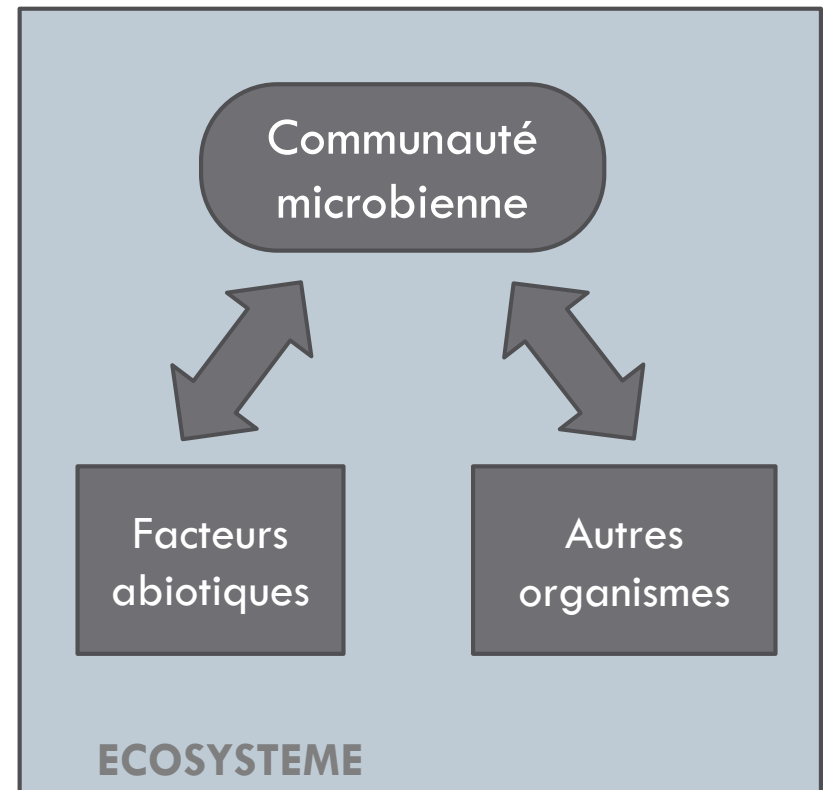 Communauté
microbienne
Facteurs
abiotiques
Autres
organismes
ECOSYSTEME